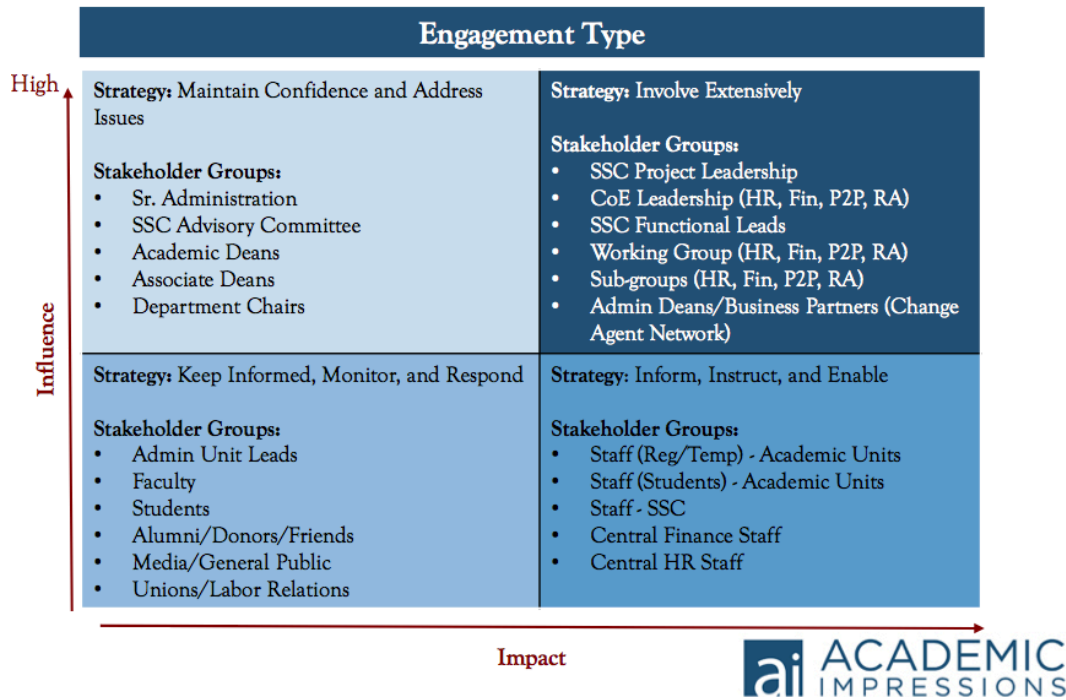 Engagement Type
High
Influence
Strategy: Maintain Confidence and Address
Issues
Stakeholder Groups:
• Sr. Administration
• SSC Advisory Committee
• Academic Deans
• Associate Deans
• Department Chairs
Strategy: Involve Extensively
Stakeholder Groups:
• SSC Project Leadership
• CoE Leadership (HR, Fin, P2P, RA)
• SSC Functional Leads
• Working Group (HR, Fin, P2P, RA)
• Sub-groups (HR, Fin, P2P, RA)
• Admin Deans/Business Partners (Change
Agent Network)
Strategy: Keep Informed, Monitor, and Respond
Stakeholder Groups:
• Admin Unit Leads
• Faculty
• Students
• Alumni/Donors/Friends
• Media/General Public
• Unions/Labor Relations
Strategy: Inform, Instruct, and Enable
Stakeholder Groups:
• Staff (Reg/Temp) - Academic Units
• Staff (Students) - Academic Units
• Staff - SSC
• Central Finance Staff
• Central HR Staff
Impact
ai ACADEMIC
IMPRESSIONS